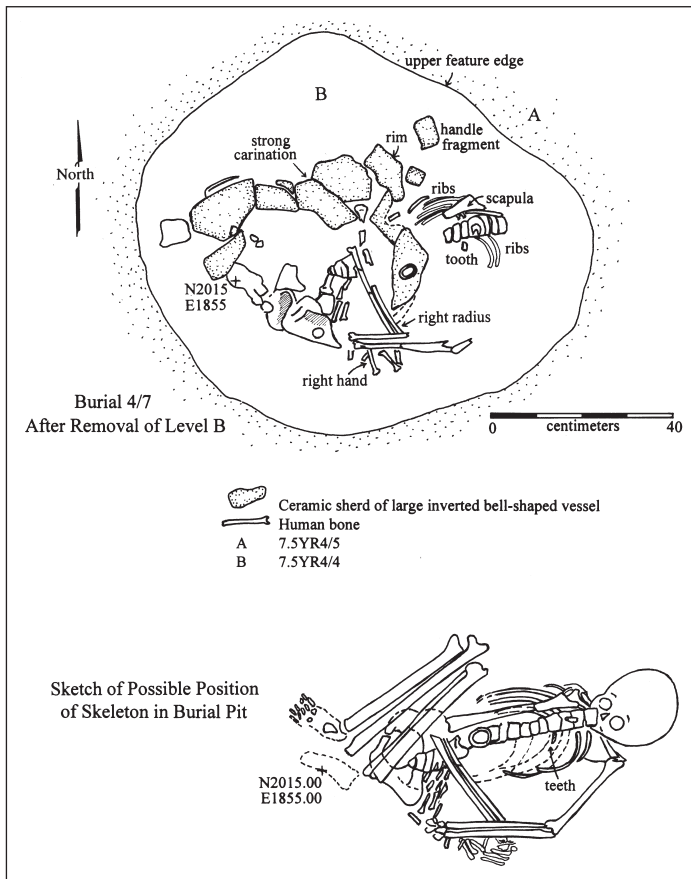 upper feature edge
B
A
North
strong
carination
rim
handle
fragment
ribs
scapula
tooth
ribs
N2015
E1855
right radius
right hand
Burial 4/7
After Removal of Level B
0 centimeters 40
Ceramic sherd of large inverted bell-shaped vessel
Human bone
A 7.5YR4/5
B 7.5YR4/4
Sketch of Possible Position
of Skeleton in Burial Pit
N2015.00
E1855.00
teeth